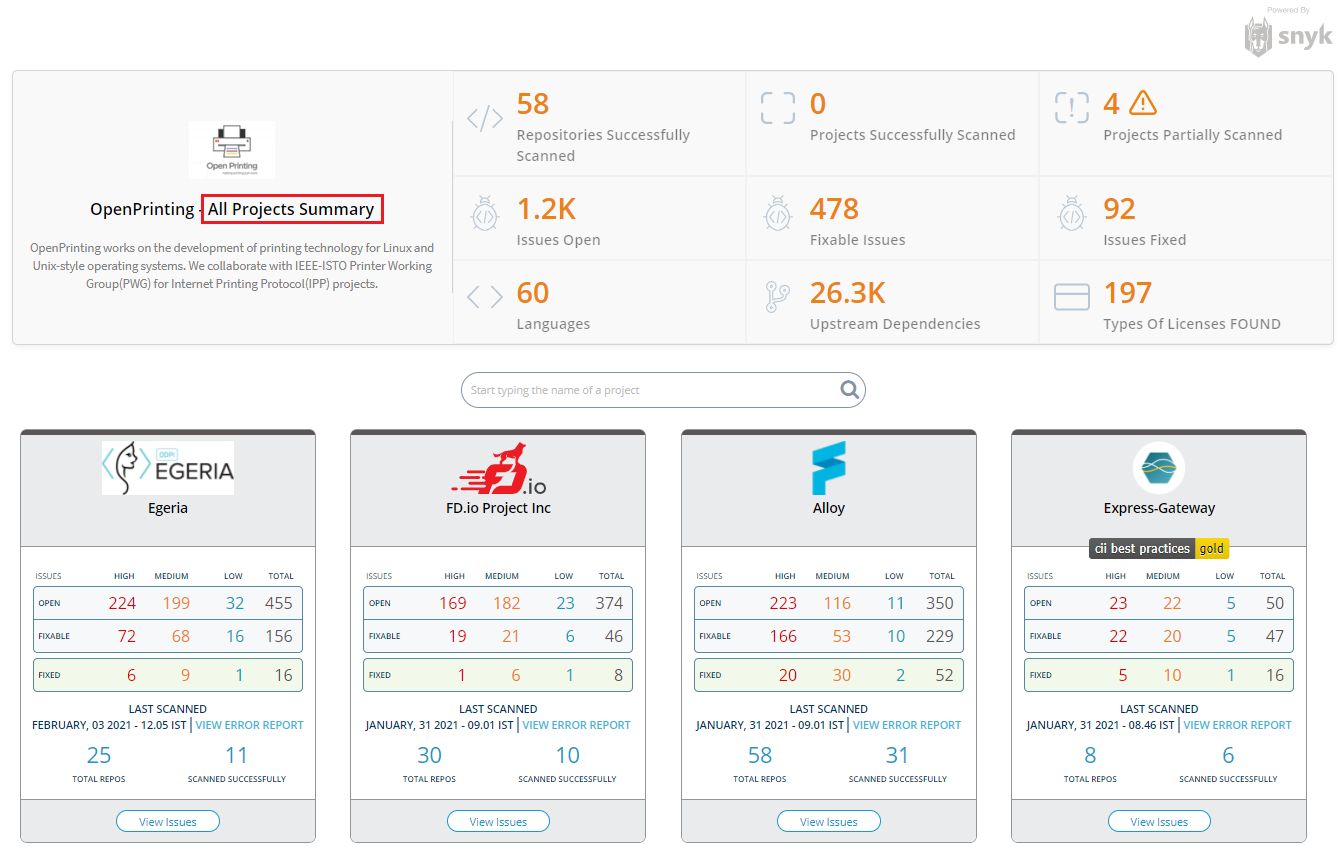 Powered By
snyk
Open Printing
OpenPrinting - All Projects Summary
OpenPrinting works on the development of printing technology for Linux and
Unix-style operating systems. We collaborate with IEEE-ISTO Printer Working
Group(PWG) for Internet Printing Protocol(IPP) projects.
58
Repositories Successfully
Scanned
0
Projects Successfully Scanned
4
Projects Partially Scanned
1.2K
Issues Open
478
Fixable Issues
92
Issues Fixed
60
Languages
26.3K
Upstream Dependencies
197
Types Of Licenses FOUND
Start typing the name of a project
ODPi
EGERIA
Egeria
ISSUES HIGH MEDIUM LOW TOTAL
OPEN 224 199 32 455
FIXABLE 72 68 16 156
FIXED 6 9 1 16
LAST SCANNED
FEBRUARY, 03 2021 - 12.05 IST | VIEW ERROR REPORT
25 11
TOTAL REPOS SCANNED SUCCESSFULLY
View Issues
FD.io
FD.io Project Inc
ISSUES HIGH MEDIUM LOW TOTAL
OPEN 169 182 23 374
FIXABLE 19 21 6 46
FIXED 1 6 1 8
LAST SCANNED
JANUARY, 31 2021 - 09.01 IST | VIEW ERROR REPORT
30 10
TOTAL REPOS SCANNED SUCCESSFULLY
View Issues
Alloy
ISSUES HIGH MEDIUM LOW TOTAL
OPEN 223 116 11 350
FIXABLE 166 53 10 229
FIXED 20 30 2 52
LAST SCANNED
JANUARY, 31 2021 - 09.01 IST | VIEW ERROR REPORT
58 31
TOTAL REPOS SCANNED SUCCESSFULLY
View Issues
Express-Gateway
cii best practices gold
ISSUES HIGH MEDIUM LOW TOTAL
OPEN 23 22 5 50
FIXABLE 22 20 5 47
FIXED 5 10 1 16
LAST SCANNED
JANUARY, 31 2021 - 08.46 IST | VIEW ERROR REPORT
8 6
TOTAL REPOS SCANNED SUCCESSFULLY
View Issues